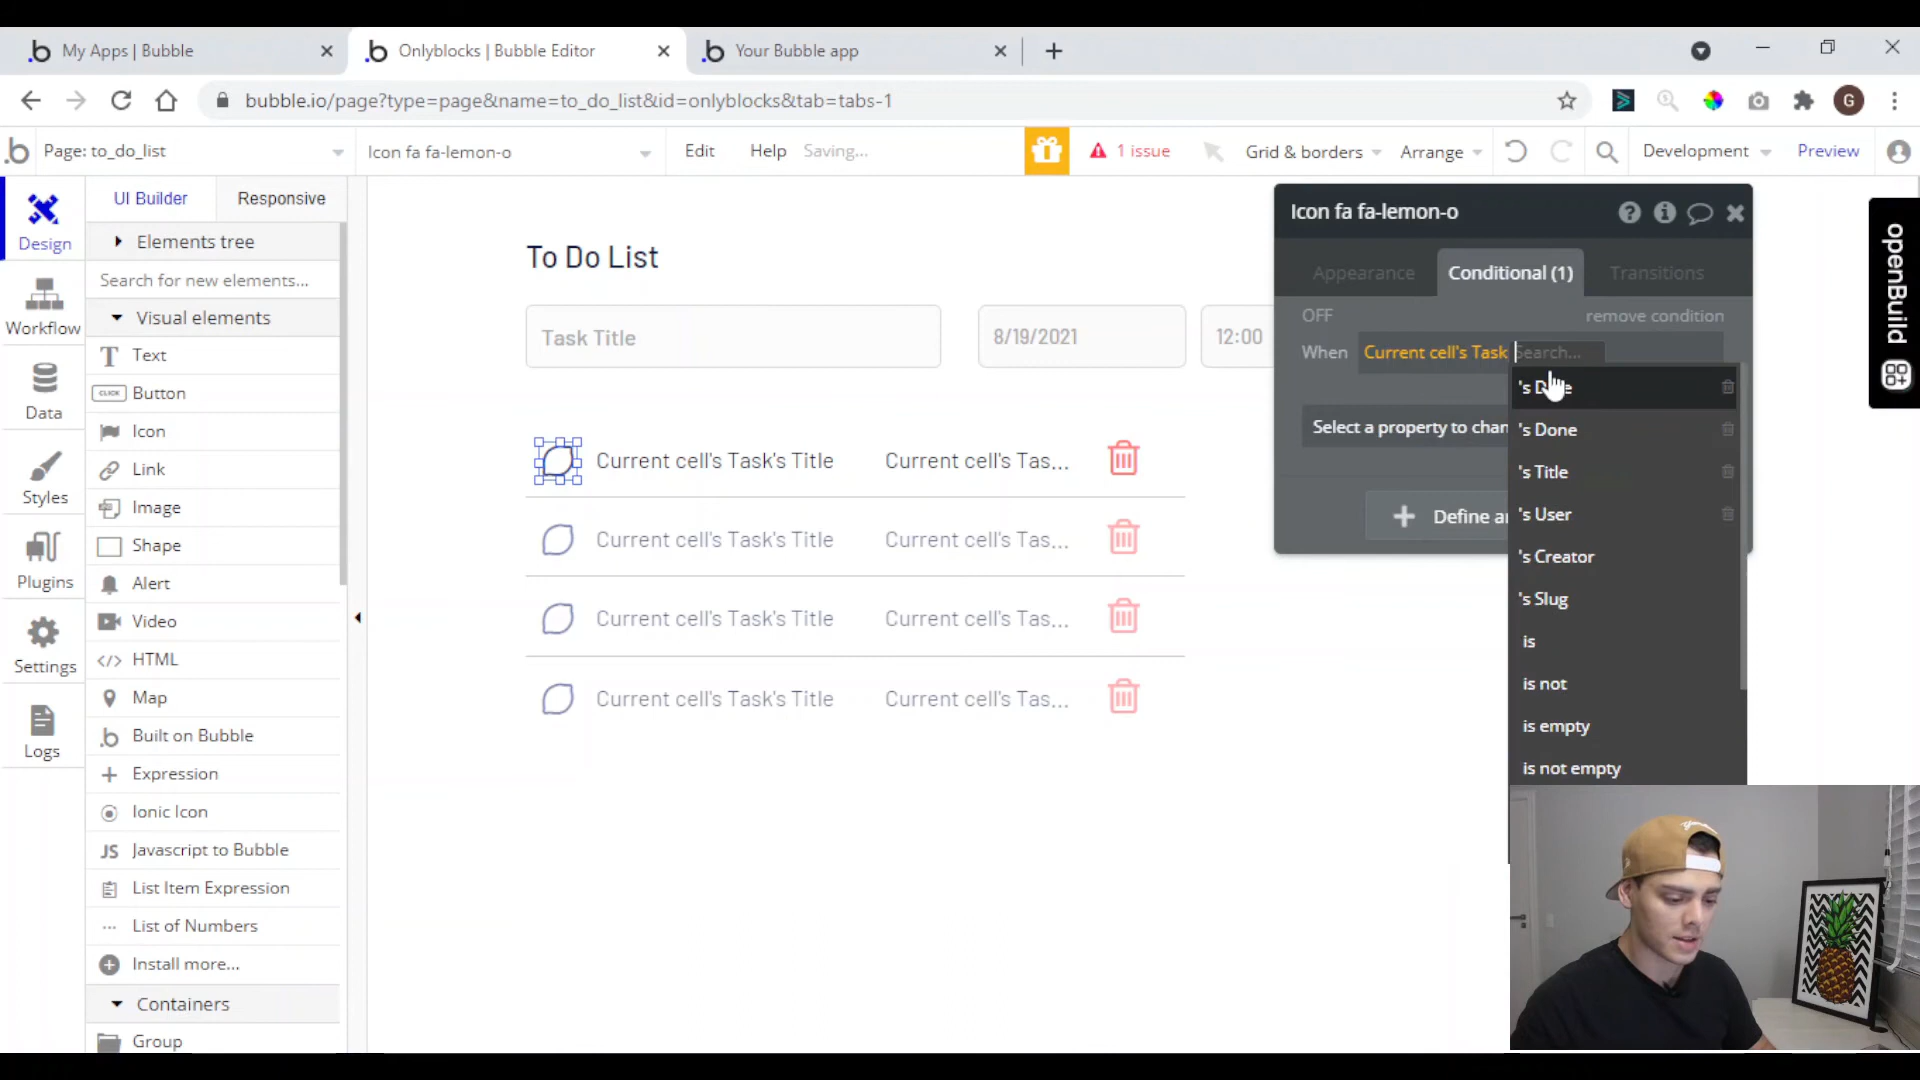 My Apps | Bubble
Onlyblocks | Bubble Editor
Your Bubble app
bubble.io/page?type=page&name=to_do_list&id=onlyblocks&tab=tabs-1
G
Page: to_do_list
Icon fa fa-lemon-o
Edit
Help
Saving...
1 issue
Grid & borders
Arrange
Development
Preview
Design
Workflow
Data
Styles
Plugins
Settings
Logs
UI Builder
Responsive
Elements tree
Search for new elements...
Visual elements
Text
CLICK Button
Icon
Link
Image
Shape
Alert
Video
HTML
Map
Built on Bubble
Expression
Ionic Icon
JS Javascript to Bubble
List Item Expression
List of Numbers
Install more...
Containers
Group
To Do List
Task Title
8/19/2021
12:00
Current cell's Task's Title
Current cell's Tas...
Current cell's Task's Title
Current cell's Tas...
Current cell's Task's Title
Current cell's Tas...
Current cell's Task's Title
Current cell's Tas...
Icon fa fa-lemon-o
Appearance
Conditional (1)
Transitions
OFF
remove condition
When
Current cell's Task
Search...
Select a property to chan
Define a
's Done
's Title
's User
's Creator
's Slug
is
is not
is empty
is not empty
openBuild